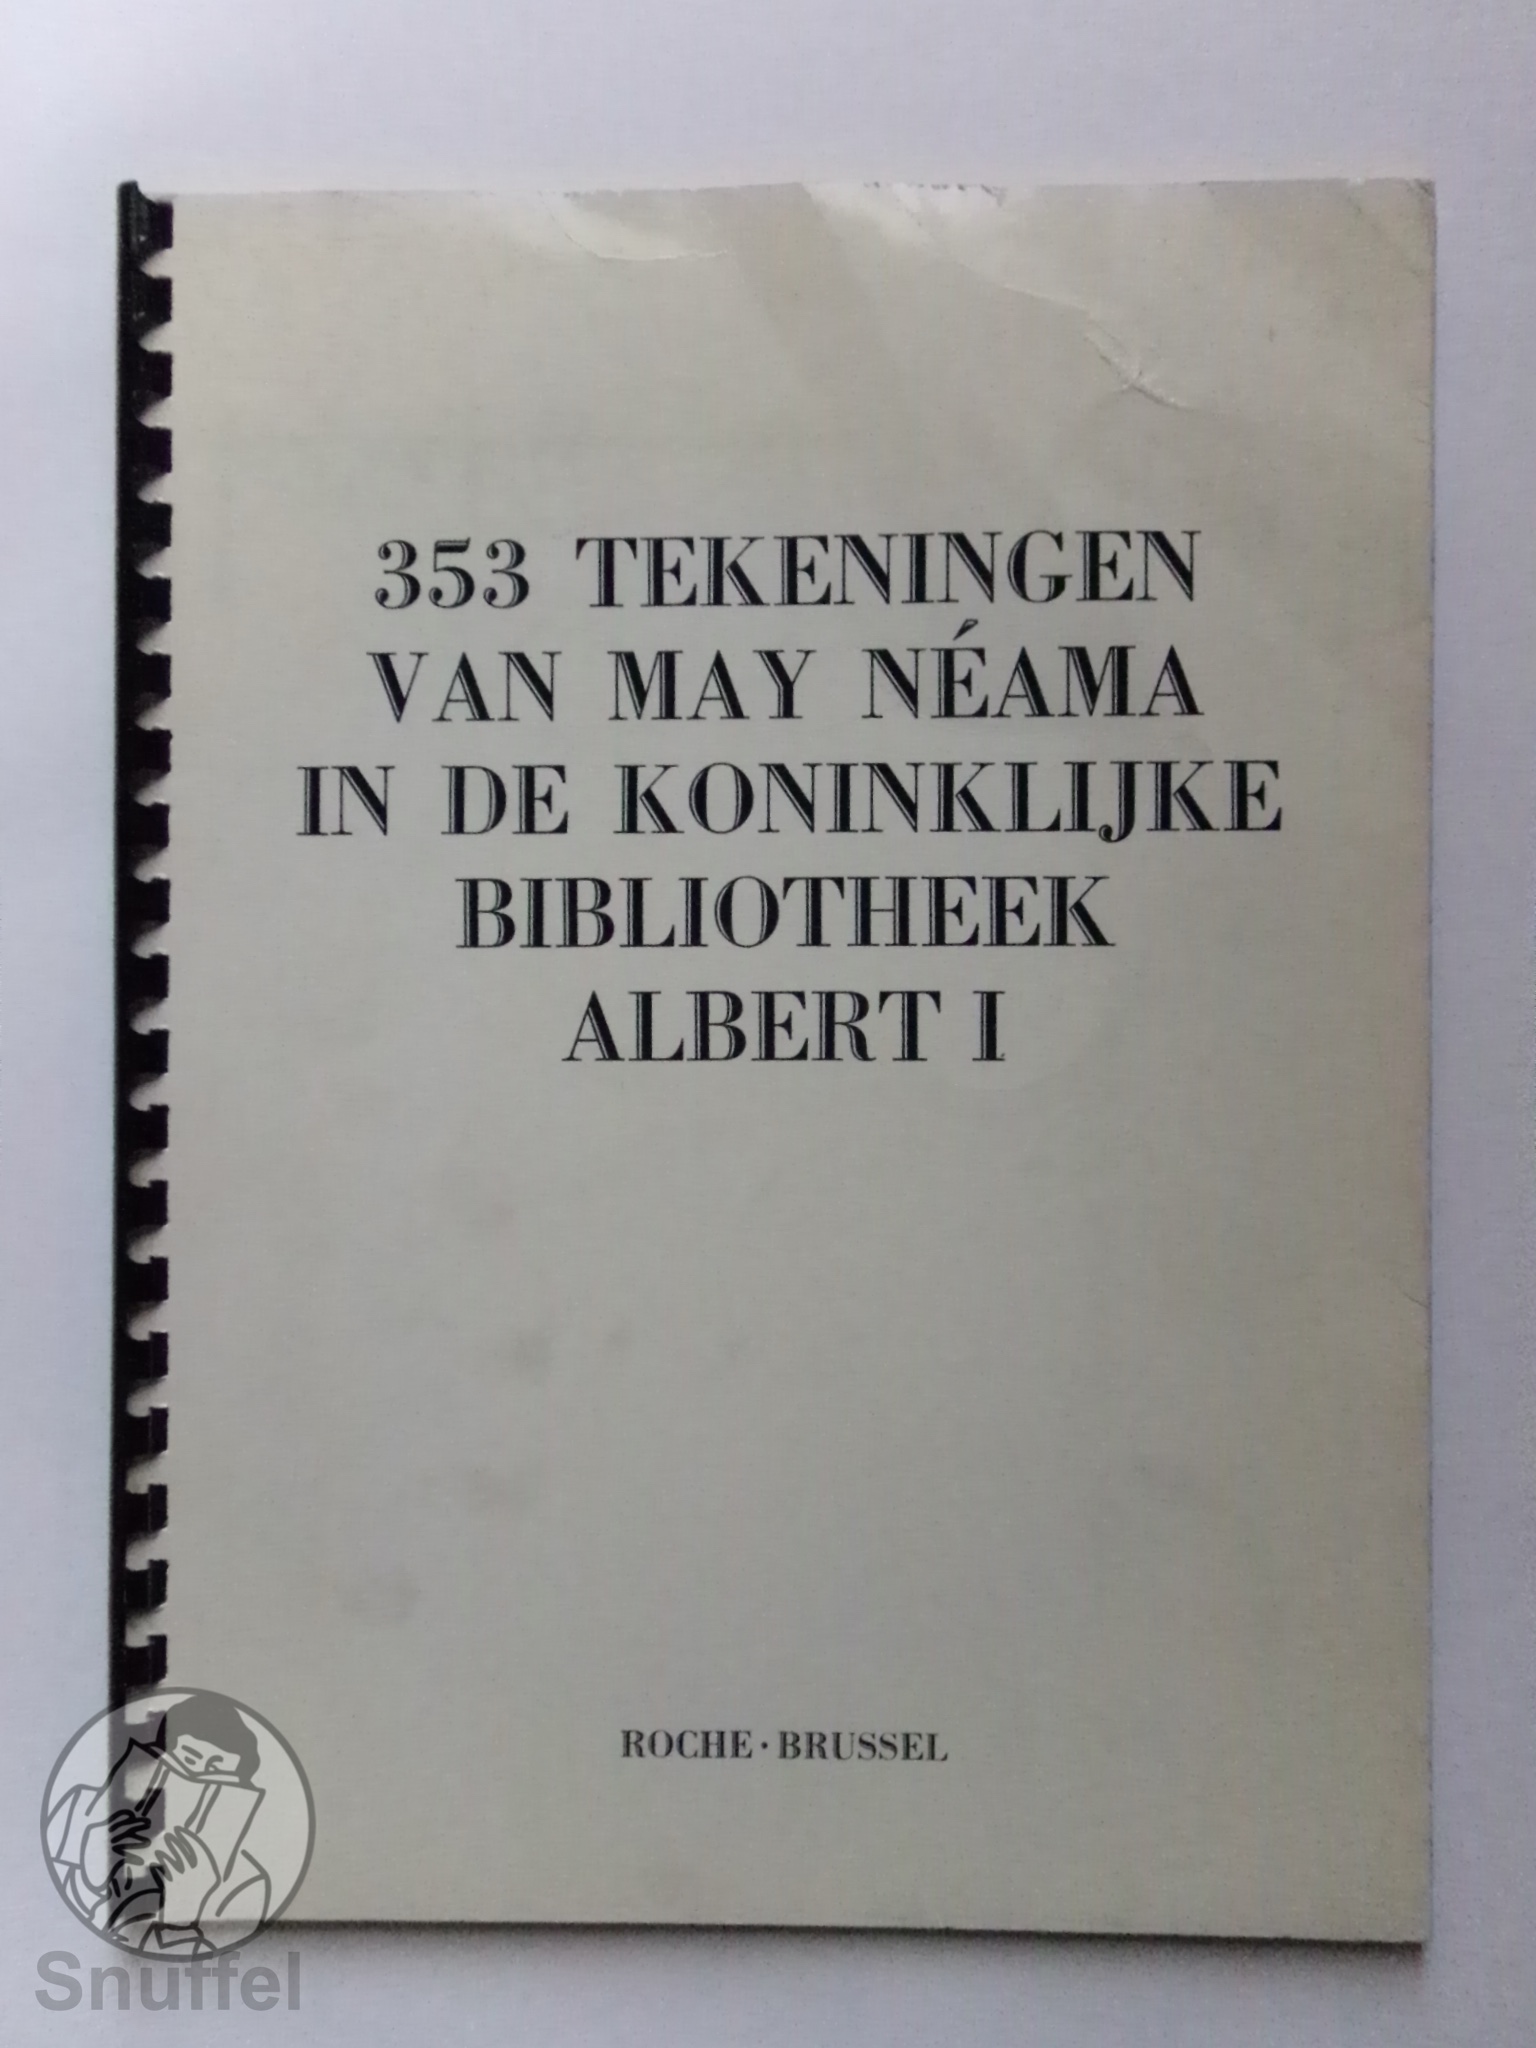 353 TEKENINGEN
VAN MAY NÉAMA
IN DE KONINKLIJKE
BIBLIOTHEEK
ALBERT I
ROCHE · BRUSSEL
Snuffel